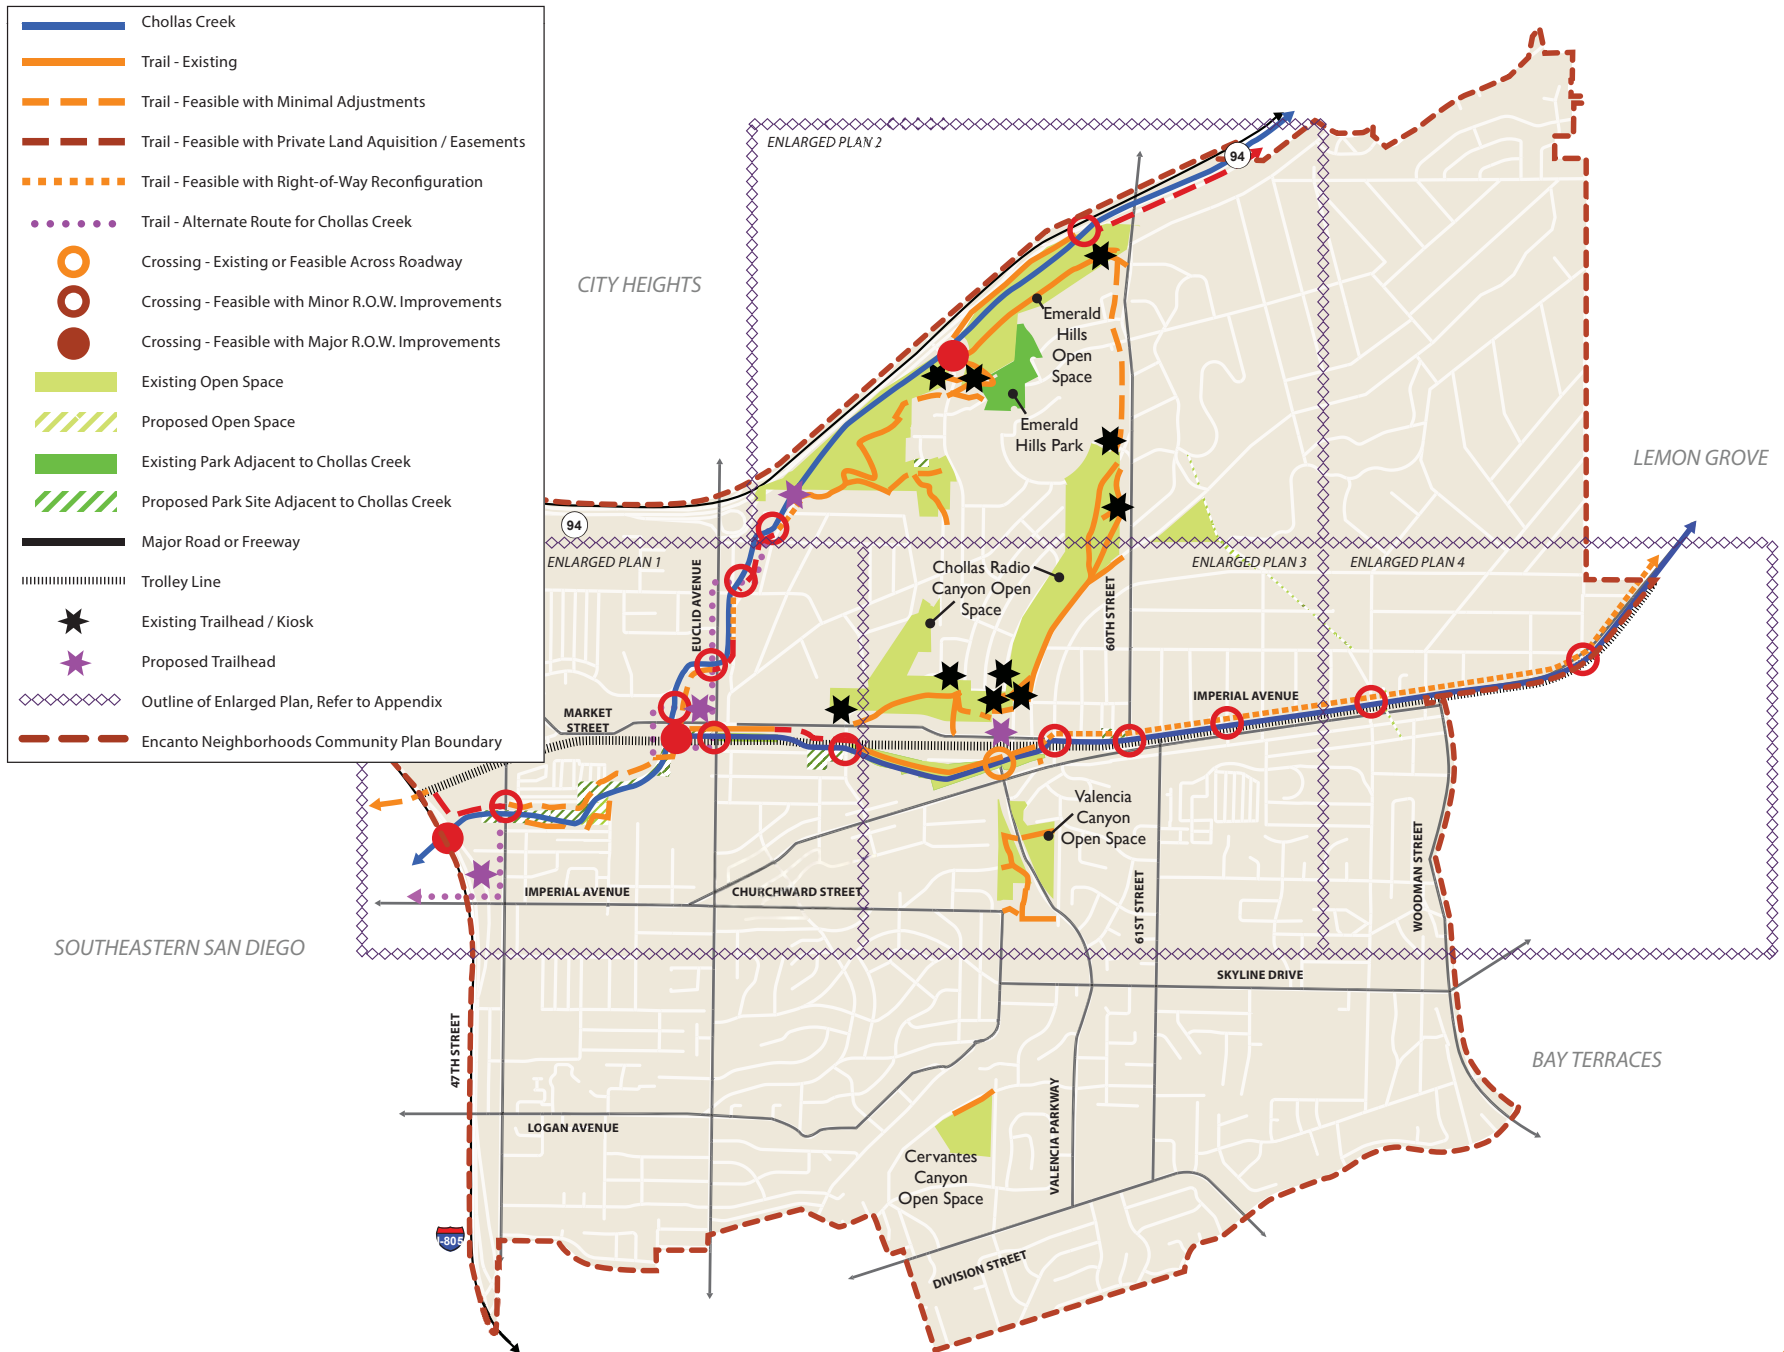 Chollas Creek
Trail - Existing
Trail - Feasible with Minimal Adjustments
Trail - Feasible with Private Land Aquisition / Easements
Trail - Feasible with Right-of-Way Reconfiguration
Trail - Alternate Route for Chollas Creek
Crossing - Existing or Feasible Across Roadway
Crossing - Feasible with Minor R.O.W. Improvements
Crossing - Feasible with Major R.O.W. Improvements
Existing Open Space
Proposed Open Space
Existing Park Adjacent to Chollas Creek
Proposed Park Site Adjacent to Chollas Creek
Major Road or Freeway
Trolley Line
Existing Trailhead / Kiosk
Proposed Trailhead
Outline of Enlarged Plan, Refer to Appendix
Encanto Neighborhoods Community Plan Boundary
ENLARGED PLAN 2
94
CITY HEIGHTS
Emerald
Hills
Open
Space
Emerald
Hills Park
LEMON GROVE
94
ENLARGED PLAN 1
ENLARGED PLAN 3
ENLARGED PLAN 4
Chollas Radio
Canyon Open
Space
EUCLID AVENUE
60TH STREET
IMPERIAL AVENUE
MARKET
STREET
Valencia
Canyon
Open Space
IMPERIAL AVENUE
CHURCHWARD STREET
61ST STREET
WOODMAN STREET
SOUTHEASTERN SAN DIEGO
SKYLINE DRIVE
47TH STREET
BAY TERRACES
LOGAN AVENUE
VALENCIA PARKWAY
Cervantes
Canyon
Open Space
I-805
DIVISION STREET